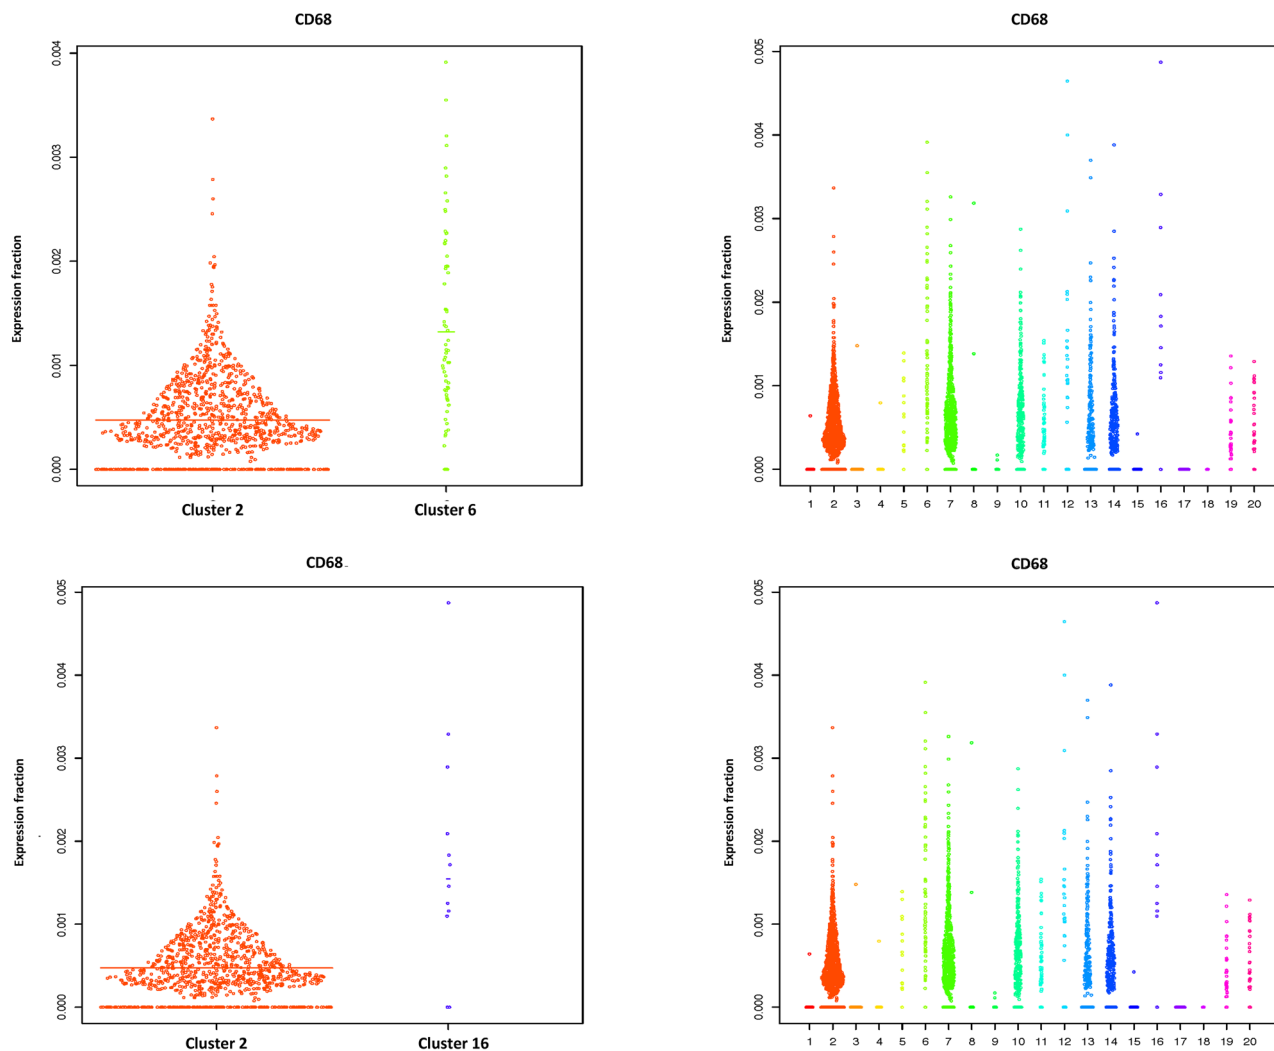 CD68
CD68
0.004
0.003
0.002
0.001
0.000
Expression fraction
Cluster 2
Cluster 6
0.005
0.004
0.003
0.002
0.001
0.000
Expression fraction
1 2 3 4 5 6 7 8 9 10 11 12 13 14 15 16 17 18 19 20
CD68
CD68
0.005
0.004
0.003
0.002
0.001
0.000
Expression fraction
Cluster 2
Cluster 16
0.005
0.004
0.003
0.002
0.001
0.000
Expression fraction
1 2 3 4 5 6 7 8 9 10 11 12 13 14 15 16 17 18 19 20